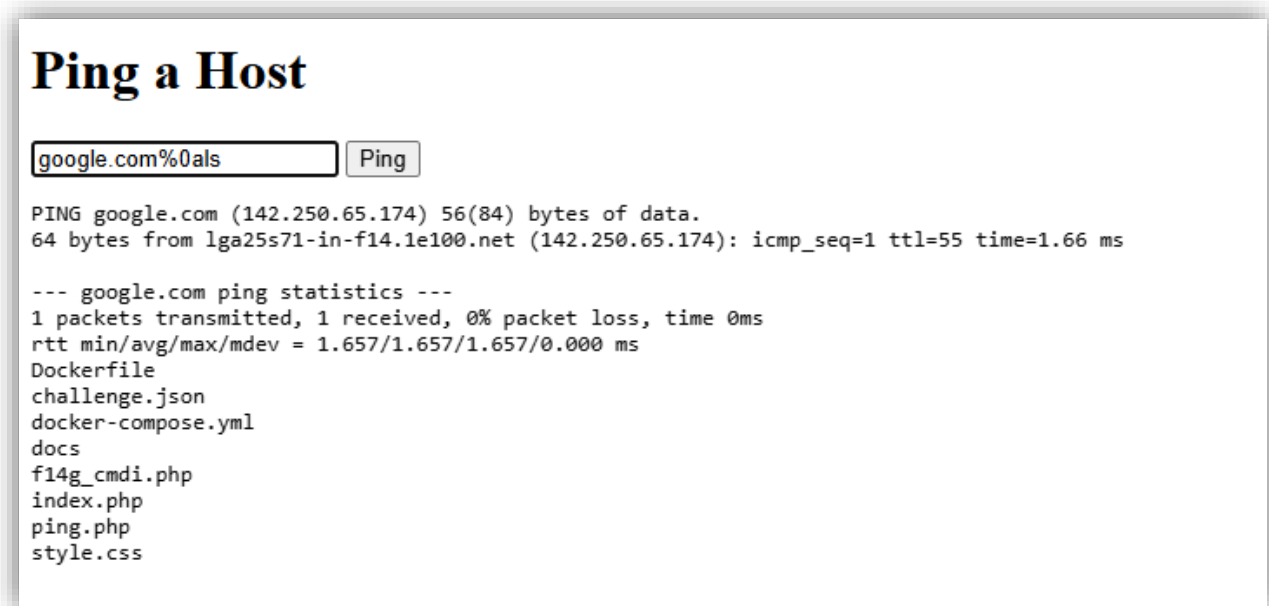 Ping a Host
google.com%0als Ping
PING google.com (142.250.65.174) 56(84) bytes of data.
64 bytes from lga25s71-in-f14.1e100.net (142.250.65.174): icmp_seq=1 ttl=55 time=1.66 ms
--- google.com ping statistics ---
1 packets transmitted, 1 received, 0% packet loss, time 0ms
rtt min/avg/max/mdev = 1.657/1.657/1.657/0.000 ms
Dockerfile
challenge.json
docker-compose.yml
docs
f14g_cmdi.php
index.php
ping.php
style.css